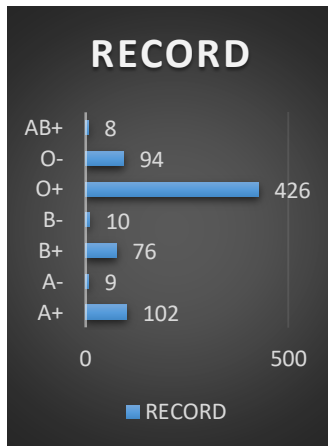 RECORD
AB+ 8
O- 94
O+ 426
B- 10
B+ 76
A- 9
A+ 102
0 500
RECORD